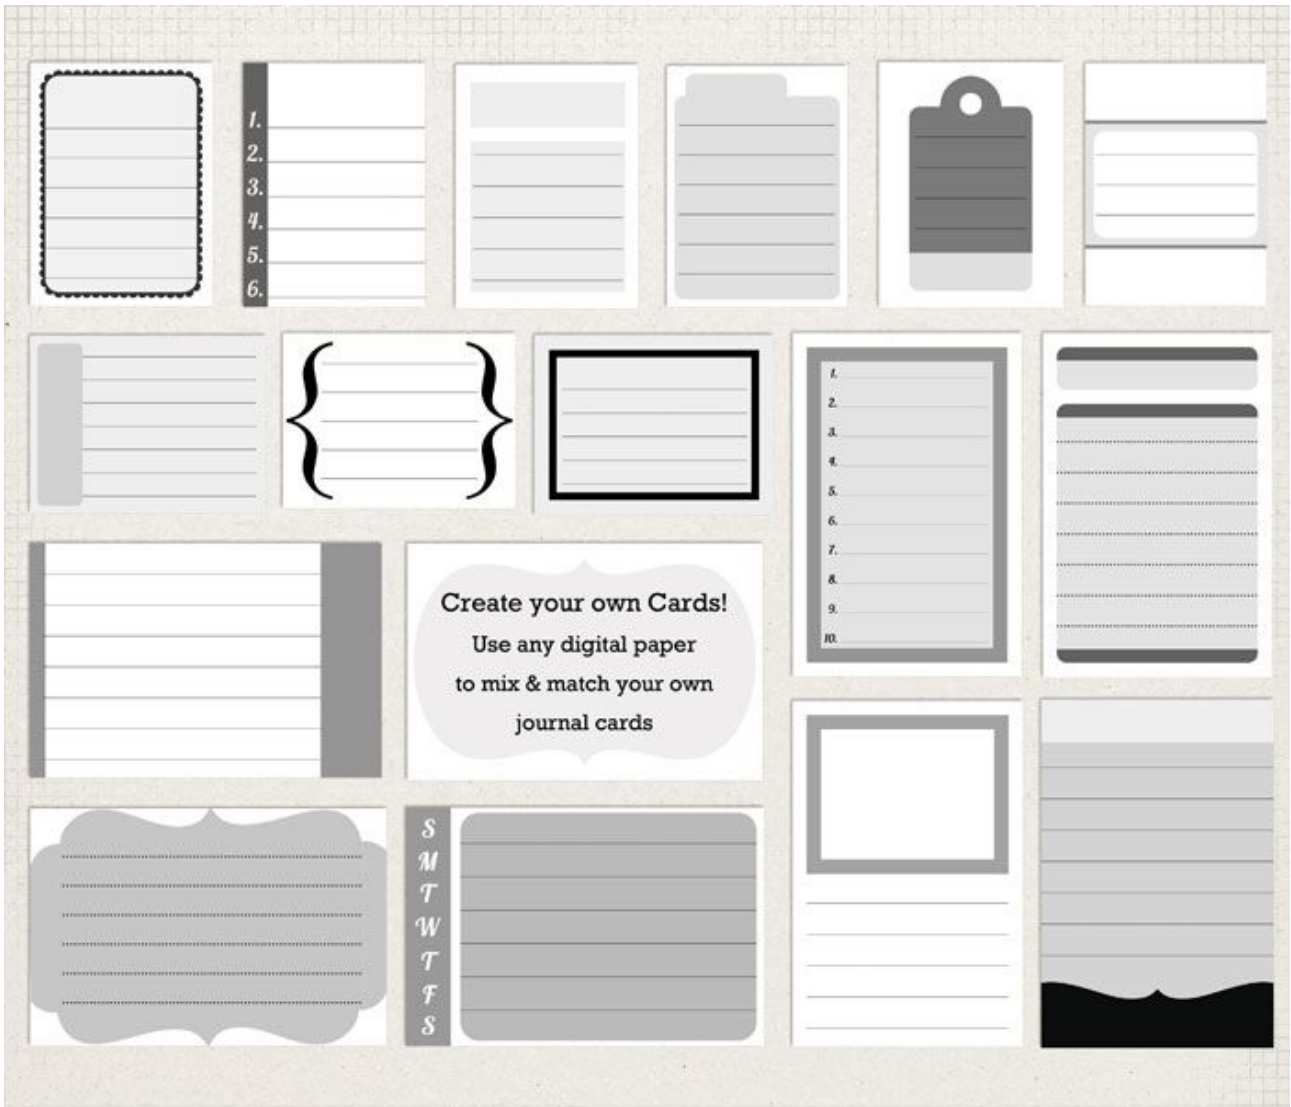 1.
2.
3.
4.
5.
6.
1.
2.
3.
4.
5.
6.
7.
8.
9.
10.
Create your own Cards!
Use any digital paper
to mix & match your own
journal cards
S
M
T
W
T
F
S